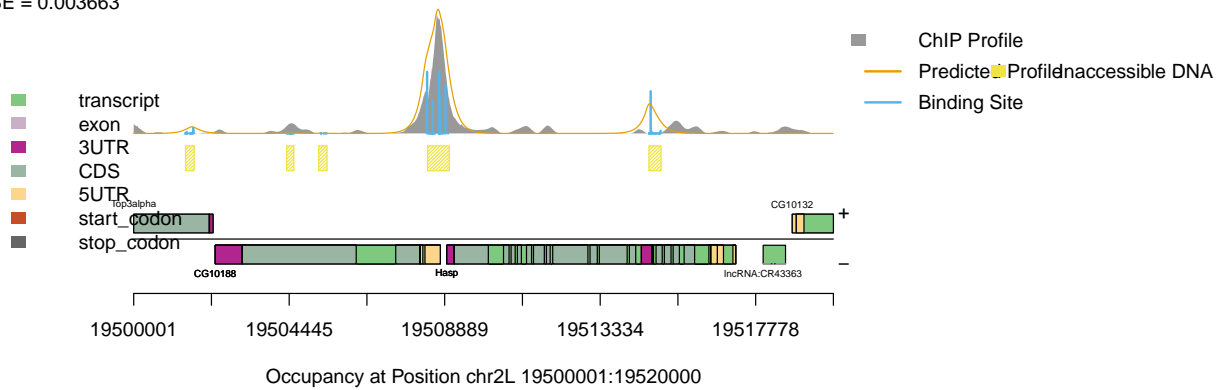 SE = 0.003663
ChIP Profile
Predicted Profile
Inaccessible DNA
Binding Site
transcript
exon
3UTR
CDS
5UTR
start_codon
stop_codon
Top3alpha
CG10132
+
CG10188
Hasp
lncRNA:CR43363
−
19500001 19504445 19508889 19513334 19517778
Occupancy at Position chr2L 19500001:19520000